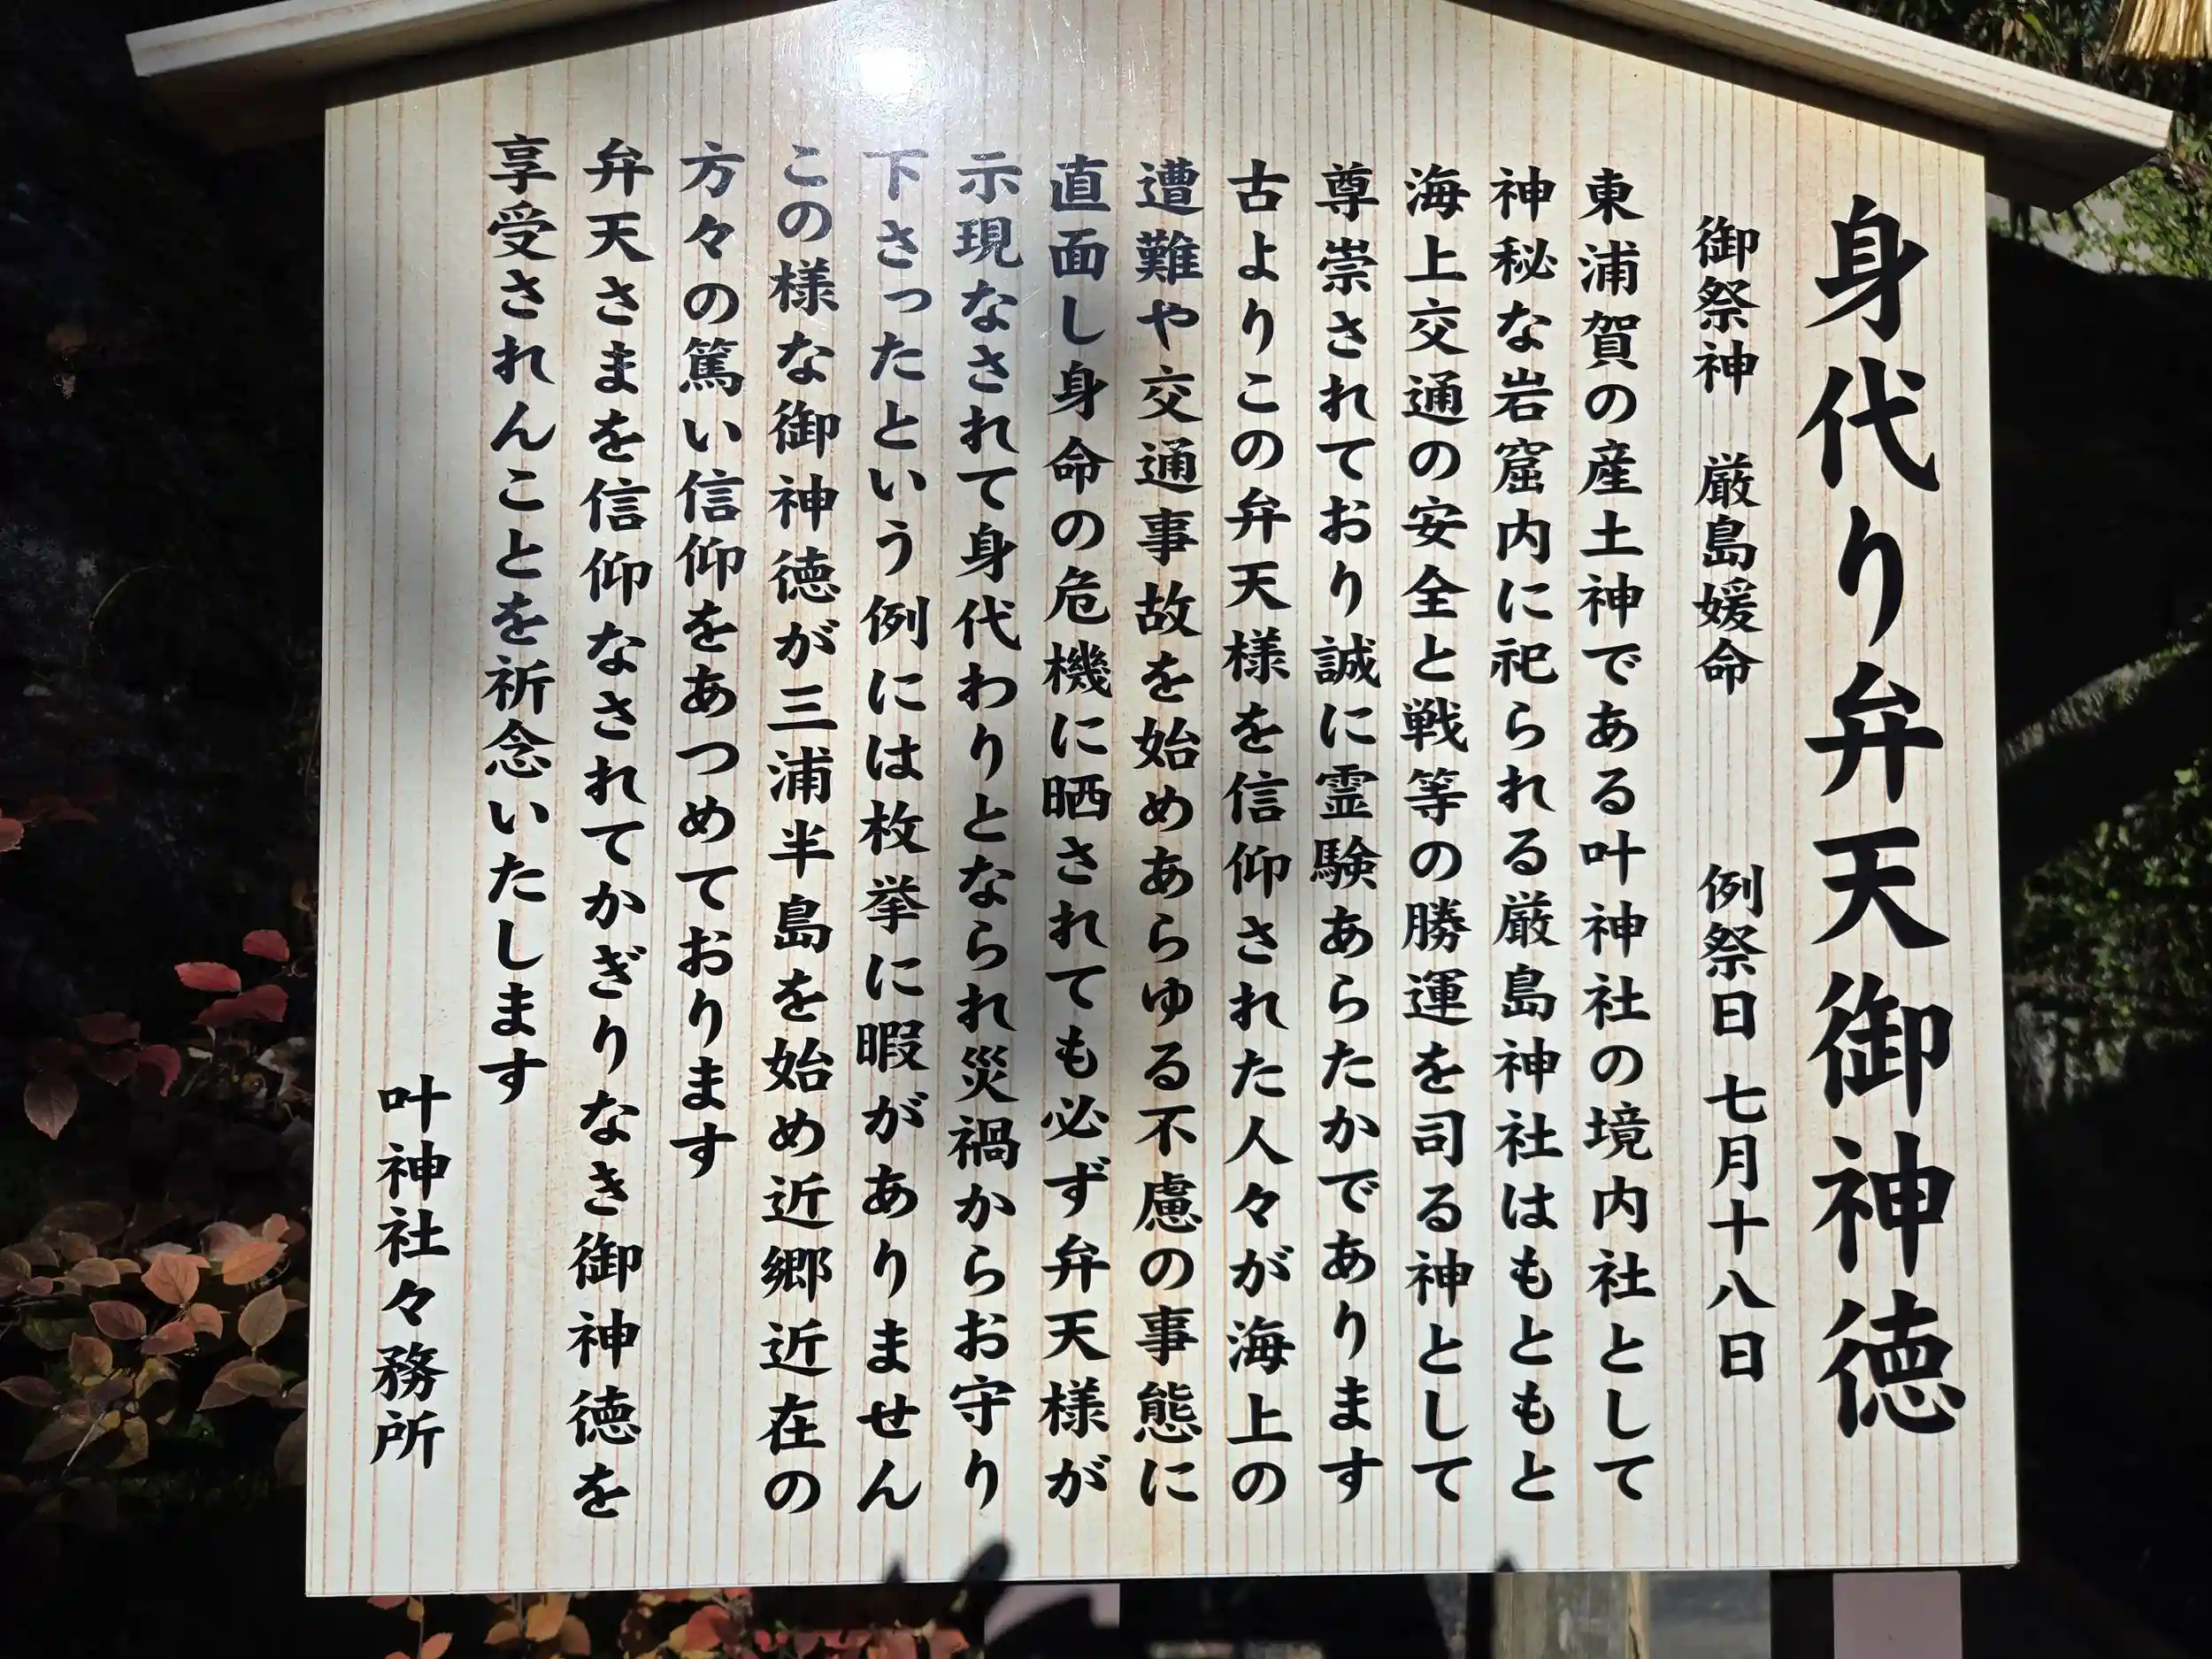 身代り弁天御神徳
御祭神 厳島媛命 例祭日 七月十八日
東浦賀の産土神である叶神社の境内社として
神秘な岩窟内に祀られる厳島神社はもともと
海上交通の安全と戦等の勝運を司る神として
尊崇されており誠に霊験あらたかであります
古よりこの弁天様を信仰された人々が海上の
遭難や交通事故を始めあらゆる不慮の事態に
直面し身命の危機に晒されても必ず弁天様が
示現なされて身代わりとなられ災禍からお守り
下さったという例には枚挙に暇がありません
この様な御神徳が三浦半島を始め近郷近在の
方々の篤い信仰をあつめております
弁天さまを信仰なされてかぎりなき御神徳を
享受されんことを祈念いたします
叶神社々務所